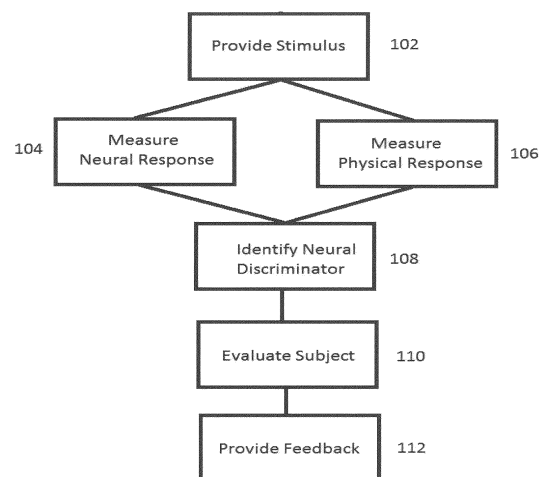 Provide Stimulus 102
104 Measure
Neural Response
Measure
Physical Response 106
Identify Neural
Discriminator 108
Evaluate Subject 110
Provide Feedback 112